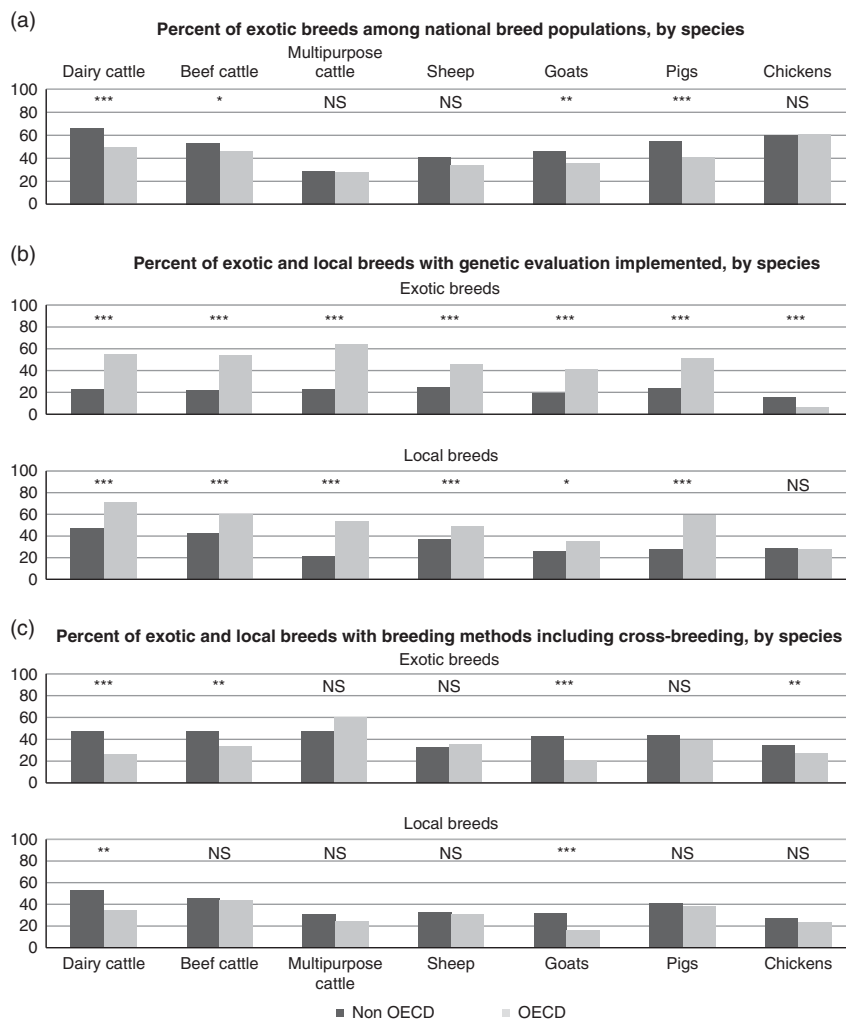 (a)
Percent of exotic breeds among national breed populations, by species
Dairy cattle Beef cattle Multipurpose cattle Sheep Goats Pigs Chickens
*** * NS NS ** *** NS
100
80
60
40
20
0
(b)
Percent of exotic and local breeds with genetic evaluation implemented, by species
Exotic breeds
*** *** *** *** *** *** ***
100
80
60
40
20
0
Local breeds
*** *** *** *** * *** NS
100
80
60
40
20
0
(c)
Percent of exotic and local breeds with breeding methods including cross-breeding, by species
Exotic breeds
*** ** NS NS *** NS **
100
80
60
40
20
0
Local breeds
** NS NS NS *** NS NS
100
80
60
40
20
0
Dairy cattle Beef cattle Multipurpose cattle Sheep Goats Pigs Chickens
Non OECD OECD